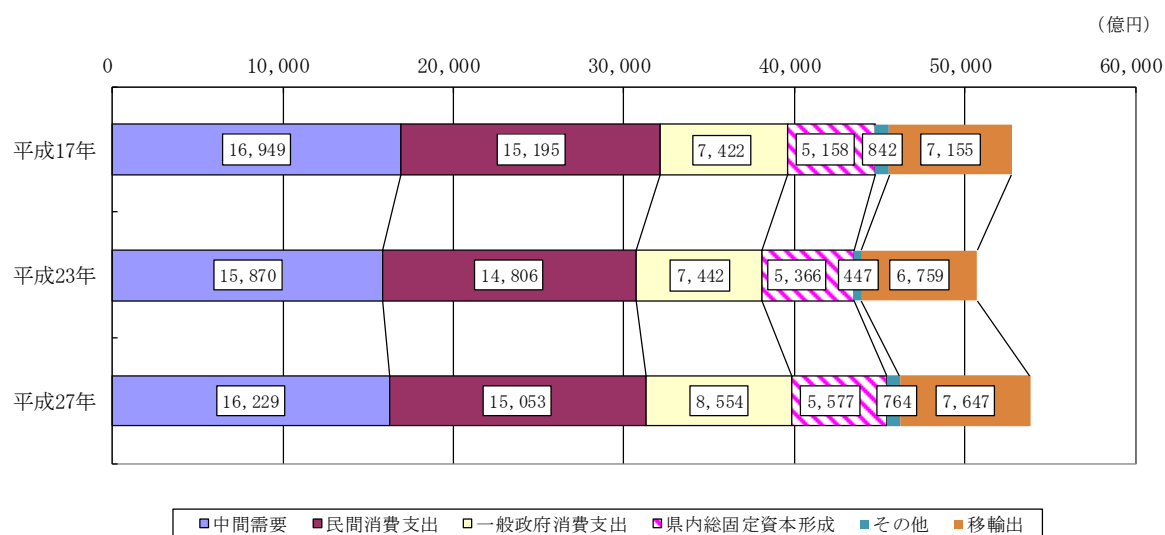 (億円)
0 10,000 20,000 30,000 40,000 50,000 60,000
平成17年 16,949 15,195 7,422 5,158 842 7,155
平成23年 15,870 14,806 7,442 5,366 447 6,759
平成27年 16,229 15,053 8,554 5,577 764 7,647
中間需要 民間消費支出 一般政府消費支出 県内総固定資本形成 その他 移輸出